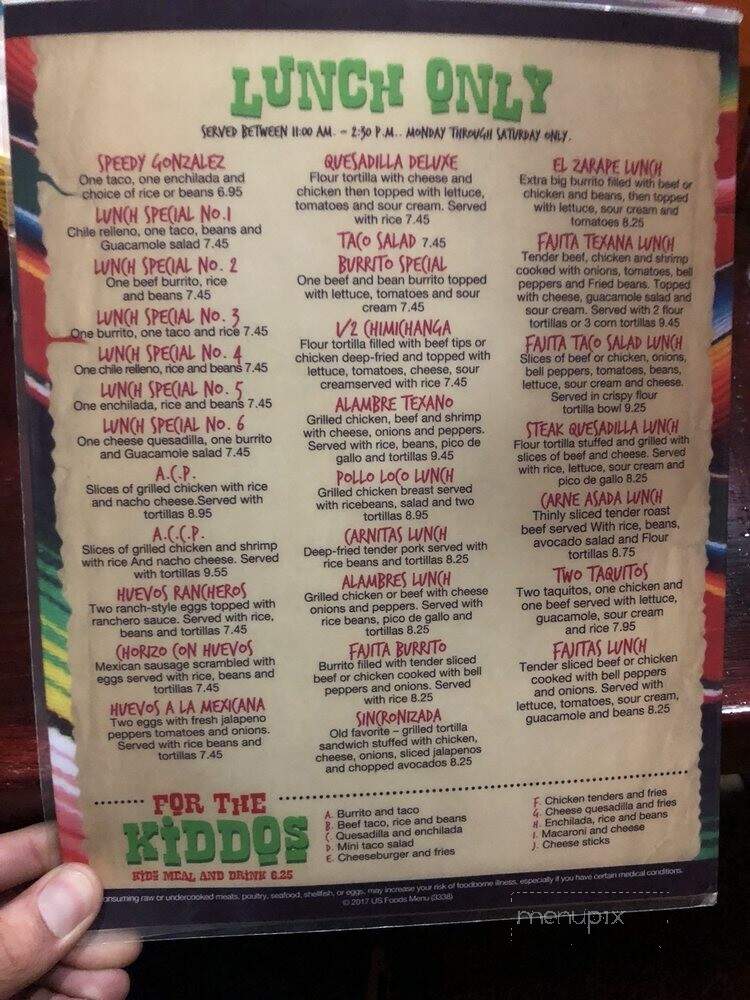 LUNCH ONLY
SERVED BETWEEN 11:00 AM. - 2:30 P.M.. MONDAY THROUGH SATURDAY ONLY.
SPEEDY GONZALEZ
One taco, one enchilada and
choice of rice or beans 6.95
LUNCH SPECIAL NO.1
Chile relleno, one taco, beans and
Guacamole salad 7.45
LUNCH SPECIAL NO. 2
One beef burrito, rice
and beans 7.45
LUNCH SPECIAL NO. 3
One burrito, one taco and rice 7.45
LUNCH SPECIAL NO. 4
One chile relleno, rice and beans 7.45
LUNCH SPECIAL NO. 5
One enchilada, rice and beans 7.45
LUNCH SPECIAL NO. 6
One cheese quesadilla, one burrito
and Guacamole salad 7.45
A.C.P.
Slices of grilled chicken with rice
and nacho cheese.Served with
tortillas 8.95
A.C.C.P.
Slices of grilled chicken and shrimp
with rice And nacho cheese. Served
with tortillas 9.55
HUEVOS RANCHEROS
Two ranch-style eggs topped with
ranchero sauce. Served with rice,
beans and tortillas 7.45
CHORIZO CON HUEVOS
Mexican sausage scrambled with
eggs served with rice, beans and
tortillas 7.45
HUEVOS A LA MEXICANA
Two eggs with fresh jalapeno
peppers tomatoes and onions.
Served with rice beans and
tortillas 7.45
QUESADILLA DELUXE
Flour tortilla with cheese and
chicken then topped with lettuce,
tomatoes and sour cream. Served
with rice 7.45
TACO SALAD 7.45
BURRITO SPECIAL
One beef and bean burrito topped
with lettuce, tomatoes and sour
cream 7.45
1/2 CHIMICHANGA
Flour tortilla filled with beef tips or
chicken deep-fried and topped with
lettuce, tomatoes, cheese, sour
creamserved with rice 7.45
ALAMBRE TEXANO
Grilled chicken, beef and shrimp
with cheese, onions and peppers.
Served with rice, beans, pico de
gallo and tortillas 9.45
POLLO LOCO LUNCH
Grilled chicken breast served
with ricebeans, salad and two
tortillas 8.95
CARNITAS LUNCH
Deep-fried tender pork served with
rice beans and tortillas 8.25
ALAMBRES LUNCH
Grilled chicken or beef with cheese
onions and peppers. Served with
rice beans, pico de gallo and
tortillas 8.25
FAJITA BURRITO
Burrito filled with tender sliced
beef or chicken cooked with bell
peppers and onions. Served
with rice 8.25
SINCRONIZADA
Old favorite – grilled tortilla
sandwich stuffed with chicken,
cheese, onions, sliced jalapenos
and chopped avocados 8.25
EL ZARAPE LUNCH
Extra big burrito filled with beef or
chicken and beans, then topped
with lettuce, sour cream and
tomatoes 8.25
FAJITA TEXANA LUNCH
Tender beef, chicken and shrimp
cooked with onions, tomatoes, bell
peppers and Fried beans. Topped
with cheese, guacamole salad and
sour cream. Served with 2 flour
tortillas or 3 corn tortillas 9.45
FAJITA TACO SALAD LUNCH
Slices of beef or chicken, onions,
bell peppers, tomatoes, beans,
lettuce, sour cream and cheese.
Served in crispy flour
tortilla bowl 9.25
STEAK QUESADILLA LUNCH
Flour tortilla stuffed and grilled with
slices of beef and cheese. Served
with rice, lettuce, sour cream and
pico de gallo 8.25
CARNE ASADA LUNCH
Thinly sliced tender roast
beef served With rice, beans,
avocado salad and Flour
tortillas 8.75
TWO TAQUITOS
Two taquitos, one chicken and
one beef served with lettuce,
guacamole, sour cream
and rice 7.95
FAJITAS LUNCH
Tender sliced beef or chicken
cooked with bell peppers
and onions. Served with
lettuce, tomatoes, sour cream,
guacamole and beans 8.25
FOR THE
KIDDOS
KIDS MEAL AND DRINK 6.25
A. Burrito and taco
B. Beef taco, rice and beans
C. Quesadilla and enchilada
D. Mini taco salad
E. Cheeseburger and fries
F. Chicken tenders and fries
G. Cheese quesadilla and fries
H. Enchilada, rice and beans
I. Macaroni and cheese
J. Cheese sticks
onsuming raw or undercooked meats, poultry, seafood, shellfish, or eggs, may increase your risk of foodborne illness, especially if you have certain medical conditions.
© 2017 US Foods Menu (3338)
menupix